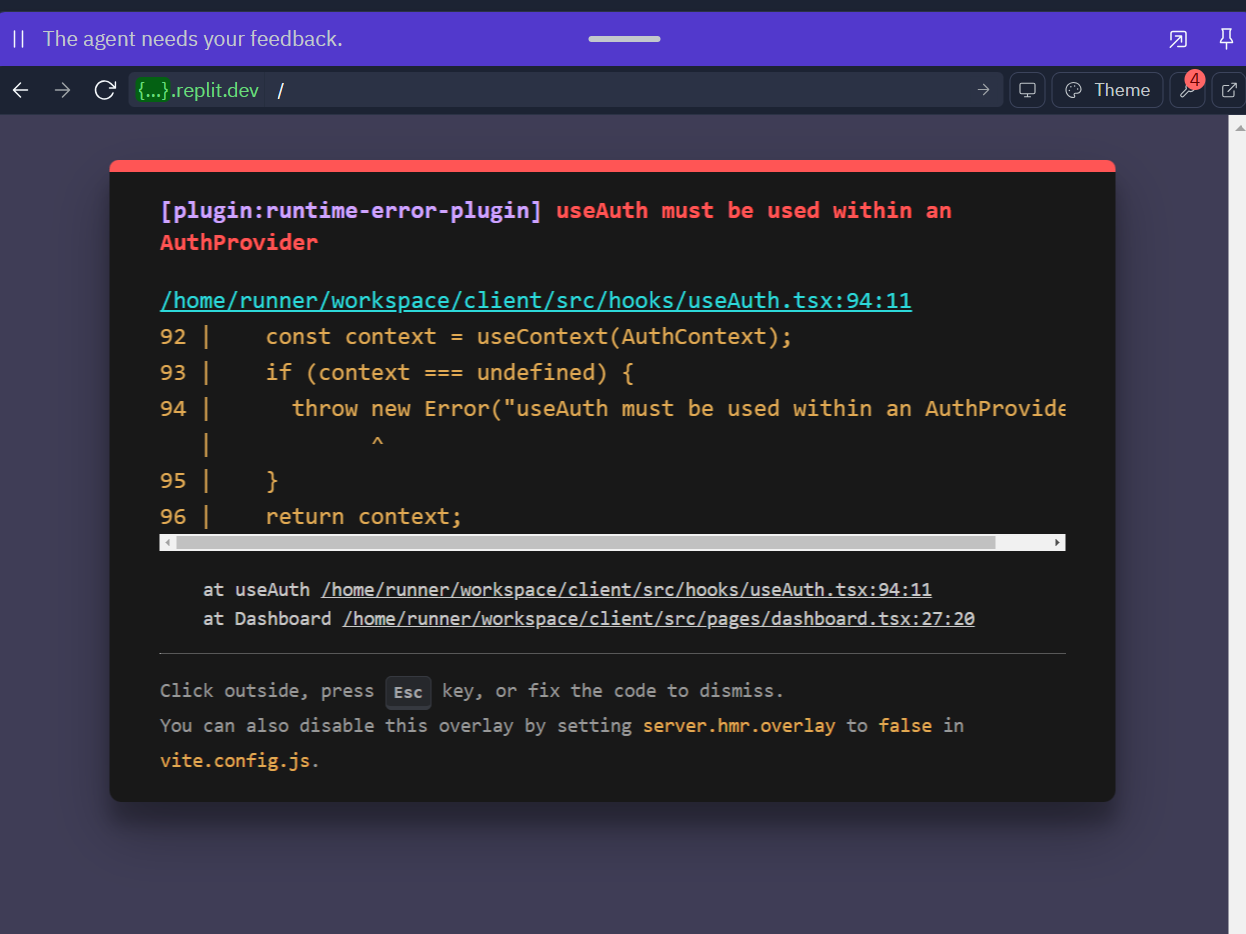 The agent needs your feedback.
{...}.replit.dev /
Theme
4
[plugin:runtime-error-plugin] useAuth must be used within an
AuthProvider
/home/runner/workspace/client/src/hooks/useAuth.tsx:94:11
92 |    const context = useContext(AuthContext);
93 |    if (context === undefined) {
94 |      throw new Error("useAuth must be used within an AuthProvide
   |            ^
95 |    }
96 |    return context;
at useAuth /home/runner/workspace/client/src/hooks/useAuth.tsx:94:11
at Dashboard /home/runner/workspace/client/src/pages/dashboard.tsx:27:20
Click outside, press Esc key, or fix the code to dismiss.
You can also disable this overlay by setting server.hmr.overlay to false in
vite.config.js.